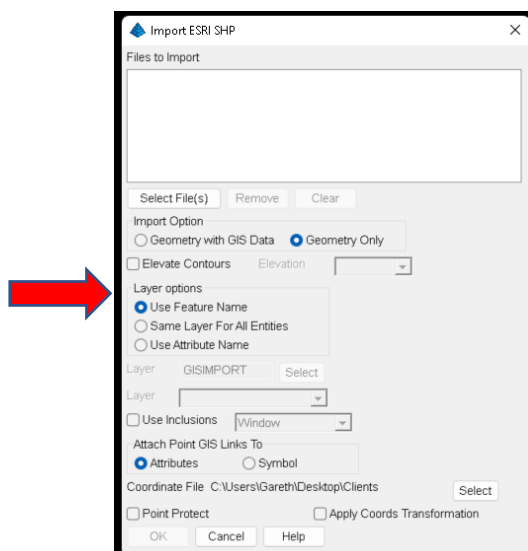 Import ESRI SHP
Files to Import
Select File(s) Remove Clear
Import Option
Geometry with GIS Data Geometry Only
Elevate Contours Elevation
Layer options
Use Feature Name
Same Layer For All Entities
Use Attribute Name
Layer GISIMPORT Select
Layer
Use Inclusions Window
Attach Point GIS Links To
Attributes Symbol
Coordinate File C:\Users\Gareth\Desktop\Clients Select
Point Protect Apply Coords Transformation
OK Cancel Help